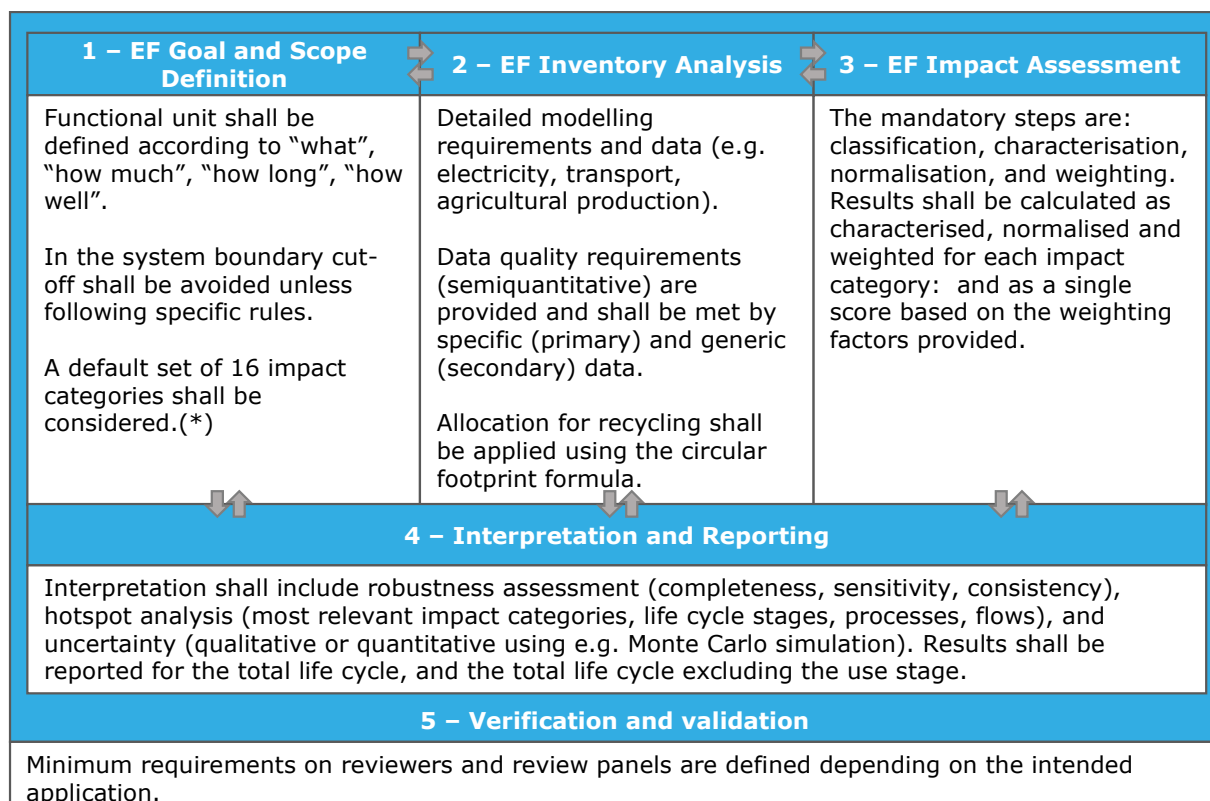 1 – EF Goal and Scope
Definition
2 – EF Inventory Analysis
3 – EF Impact Assessment
Functional unit shall be
defined according to “what”,
“how much”, “how long”, “how
well”.
In the system boundary cut-
off shall be avoided unless
following specific rules.
A default set of 16 impact
categories shall be
considered.(*)
Detailed modelling
requirements and data (e.g.
electricity, transport,
agricultural production).
Data quality requirements
(semiquantitative) are
provided and shall be met by
specific (primary) and generic
(secondary) data.
Allocation for recycling shall
be applied using the circular
footprint formula.
The mandatory steps are:
classification, characterisation,
normalisation, and weighting.
Results shall be calculated as
characterised, normalised and
weighted for each impact
category:  and as a single
score based on the weighting
factors provided.
4 – Interpretation and Reporting
Interpretation shall include robustness assessment (completeness, sensitivity, consistency),
hotspot analysis (most relevant impact categories, life cycle stages, processes, flows), and
uncertainty (qualitative or quantitative using e.g. Monte Carlo simulation). Results shall be
reported for the total life cycle, and the total life cycle excluding the use stage.
5 – Verification and validation
Minimum requirements on reviewers and review panels are defined depending on the intended
application.